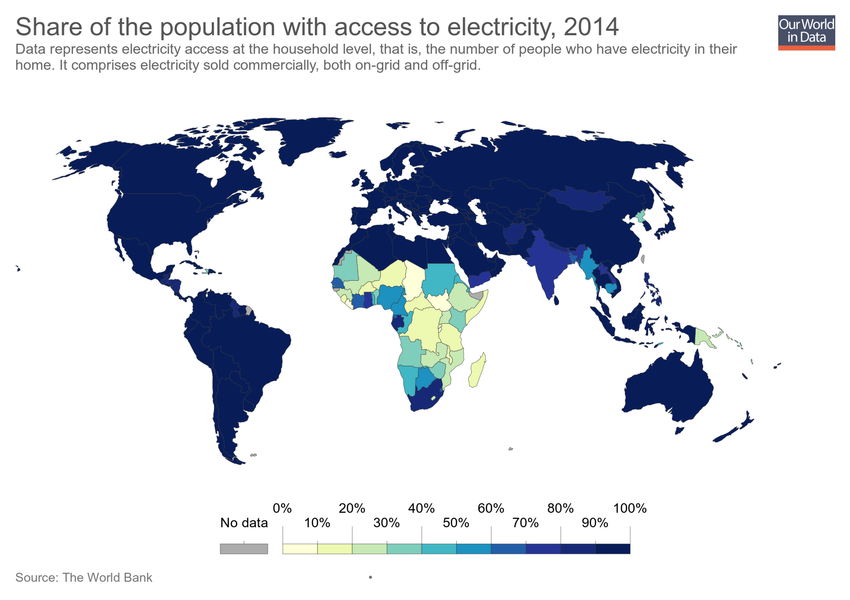 Share of the population with access to electricity, 2014
Our World
in Data
Data represents electricity access at the household level, that is, the number of people who have electricity in their
home. It comprises electricity sold commercially, both on-grid and off-grid.
0% 20% 40% 60% 80% 100%
No data 10% 30% 50% 70% 90%
Source: The World Bank